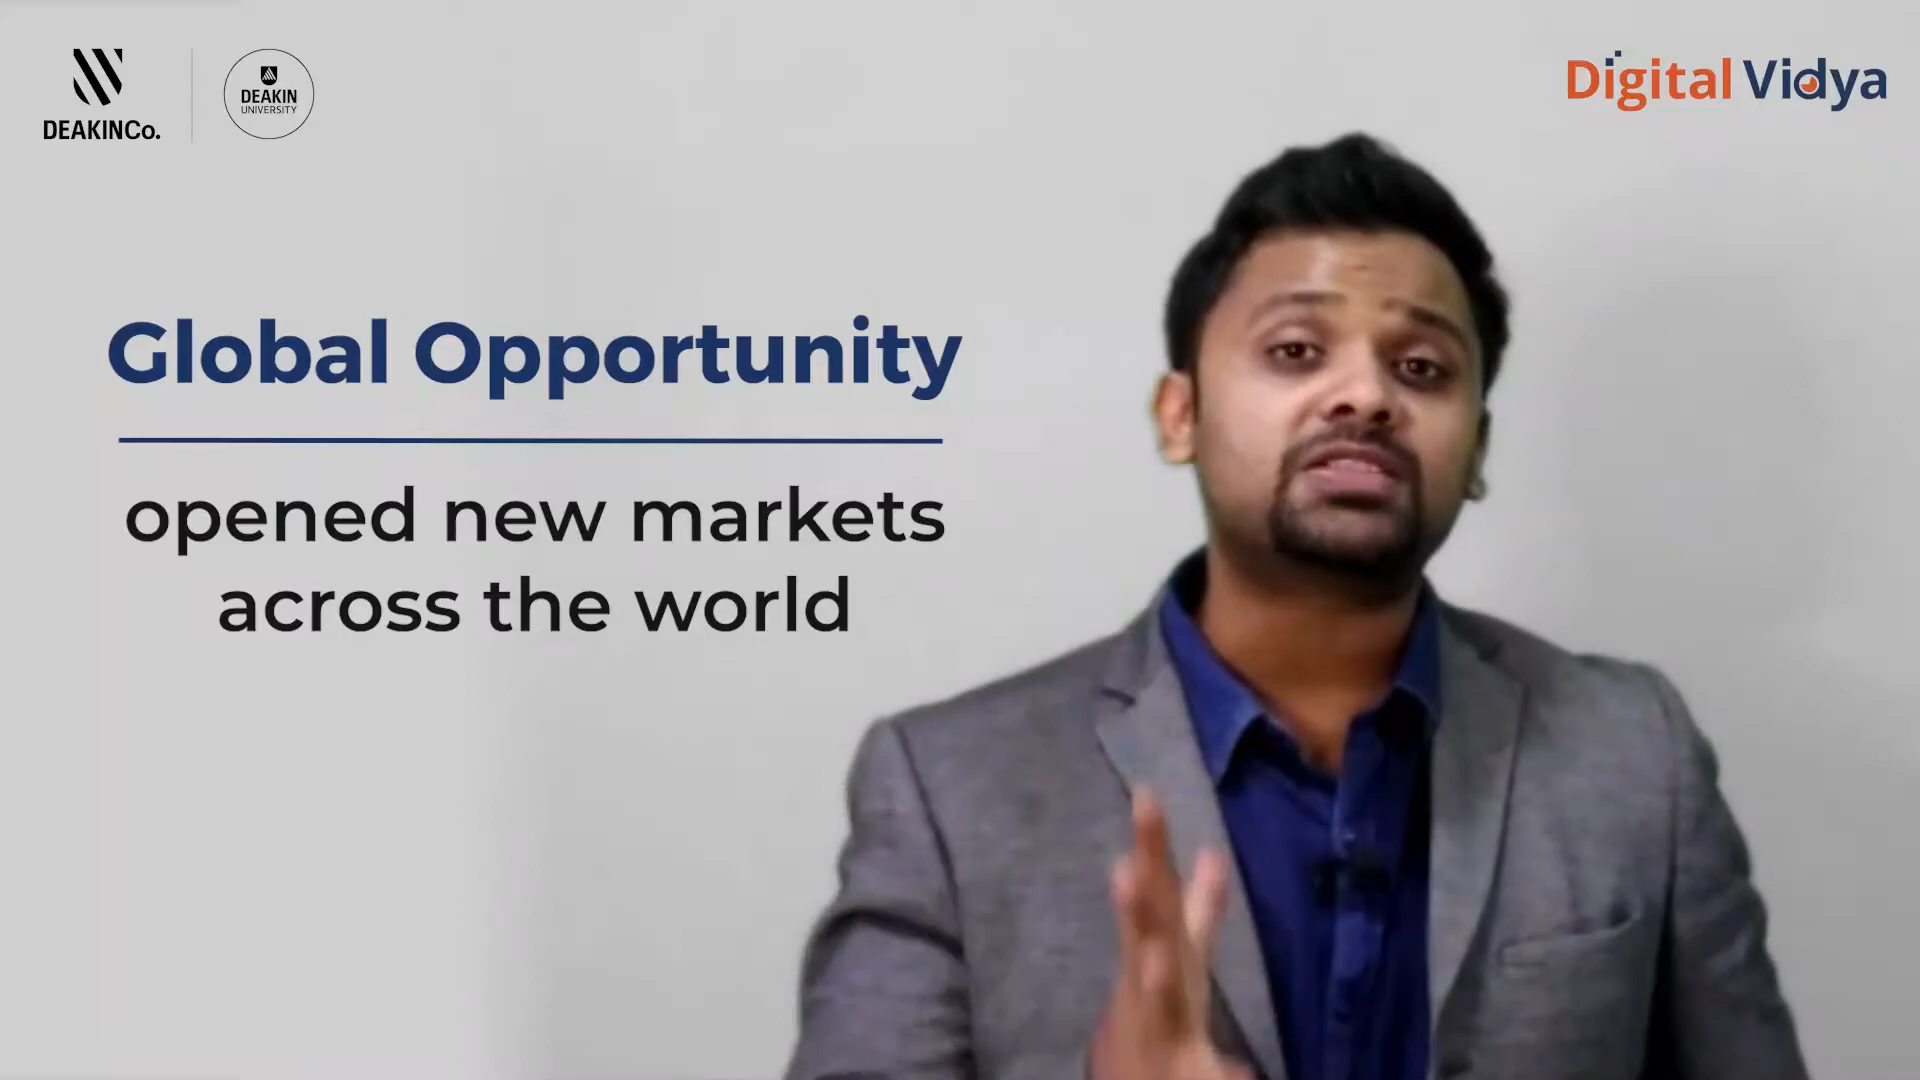 DEAKINCo.
DEAKIN
UNIVERSITY
Digital Vidya
Global Opportunity
opened new markets
across the world